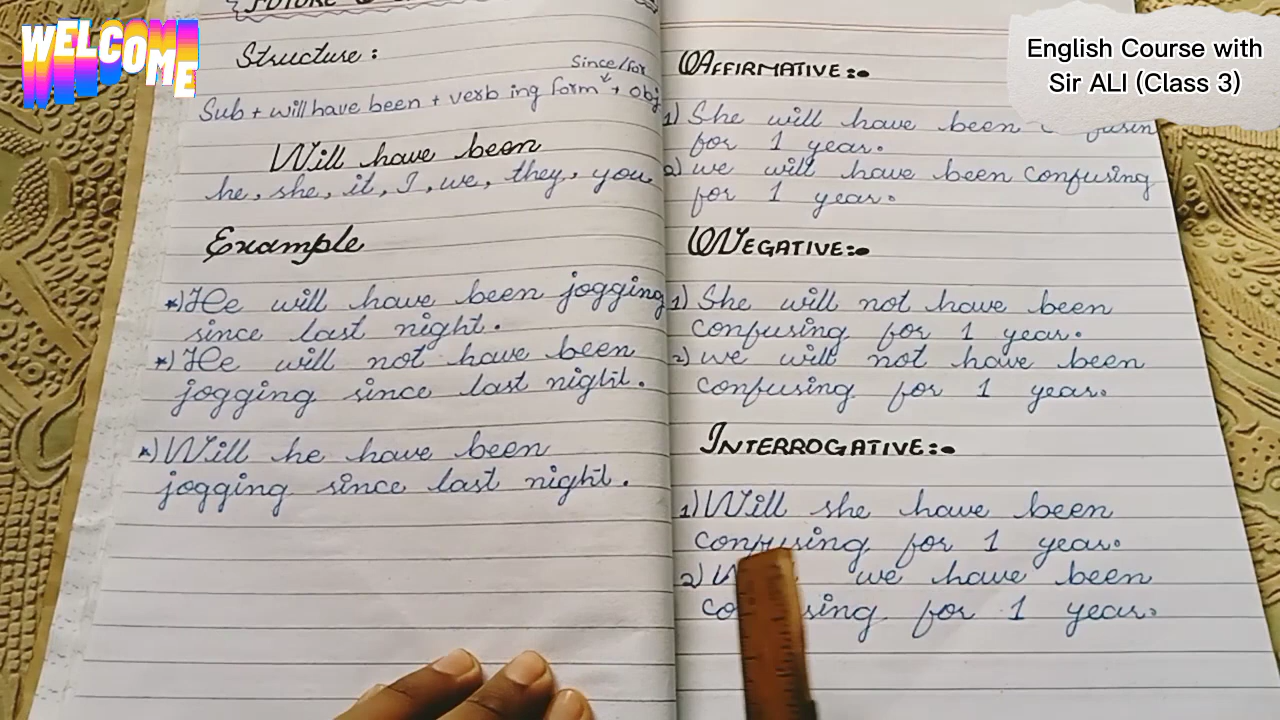 WELCOME
English Course with
Sir ALI (Class 3)
FUTURE
Structure:
Since/for
Sub + will have been + verb ing form + obj
Will have been
he, she, it, I, we, they, you
Example
*) He will have been jogging
since last night.
*) He will not have been
jogging since last night.
*) Will he have been
jogging since last night.
AFFIRMATIVE:-
1) She will have been
for 1 year.
2) we will have been confusing
for 1 year.
NEGATIVE:-
1) She will not have been
confusing for 1 year.
2) we will not have been
confusing for 1 year.
INTERROGATIVE:-
1) Will she have been
confusing for 1 year.
2) we have been
for 1 year.